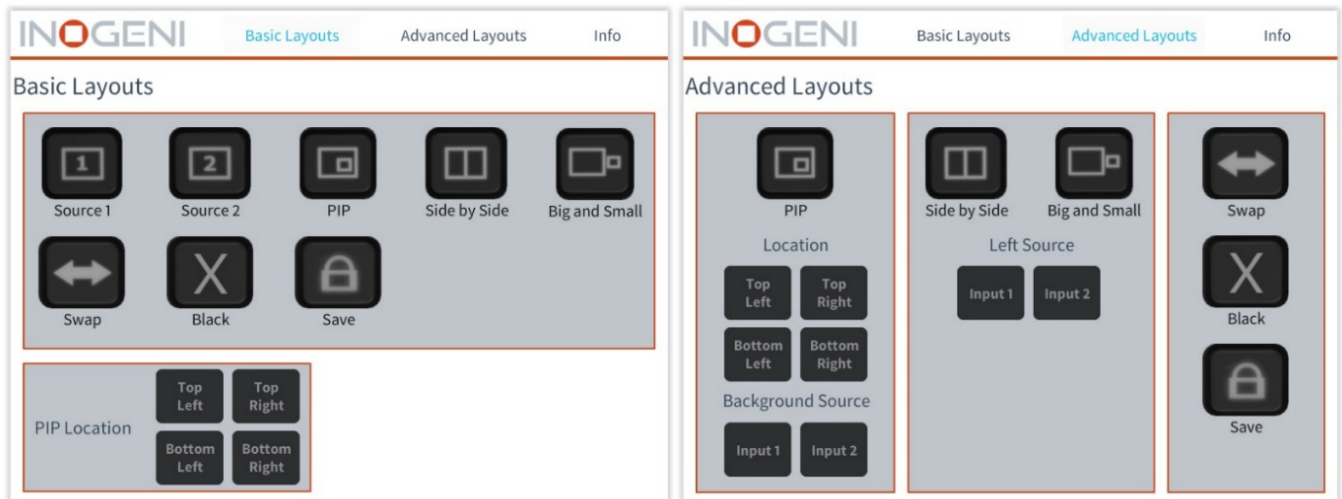 INOGENI Basic Layouts Advanced Layouts Info
Basic Layouts
1 2
Source 1 Source 2 PIP Side by Side Big and Small
X
Swap Black Save
PIP Location
Top Left
Top Right
Bottom Left
Bottom Right
INOGENI Basic Layouts Advanced Layouts Info
Advanced Layouts
PIP
Location
Top Left
Top Right
Bottom Left
Bottom Right
Background Source
Input 1 Input 2
Side by Side Big and Small
Left Source
Input 1 Input 2
Swap
X
Black
Save